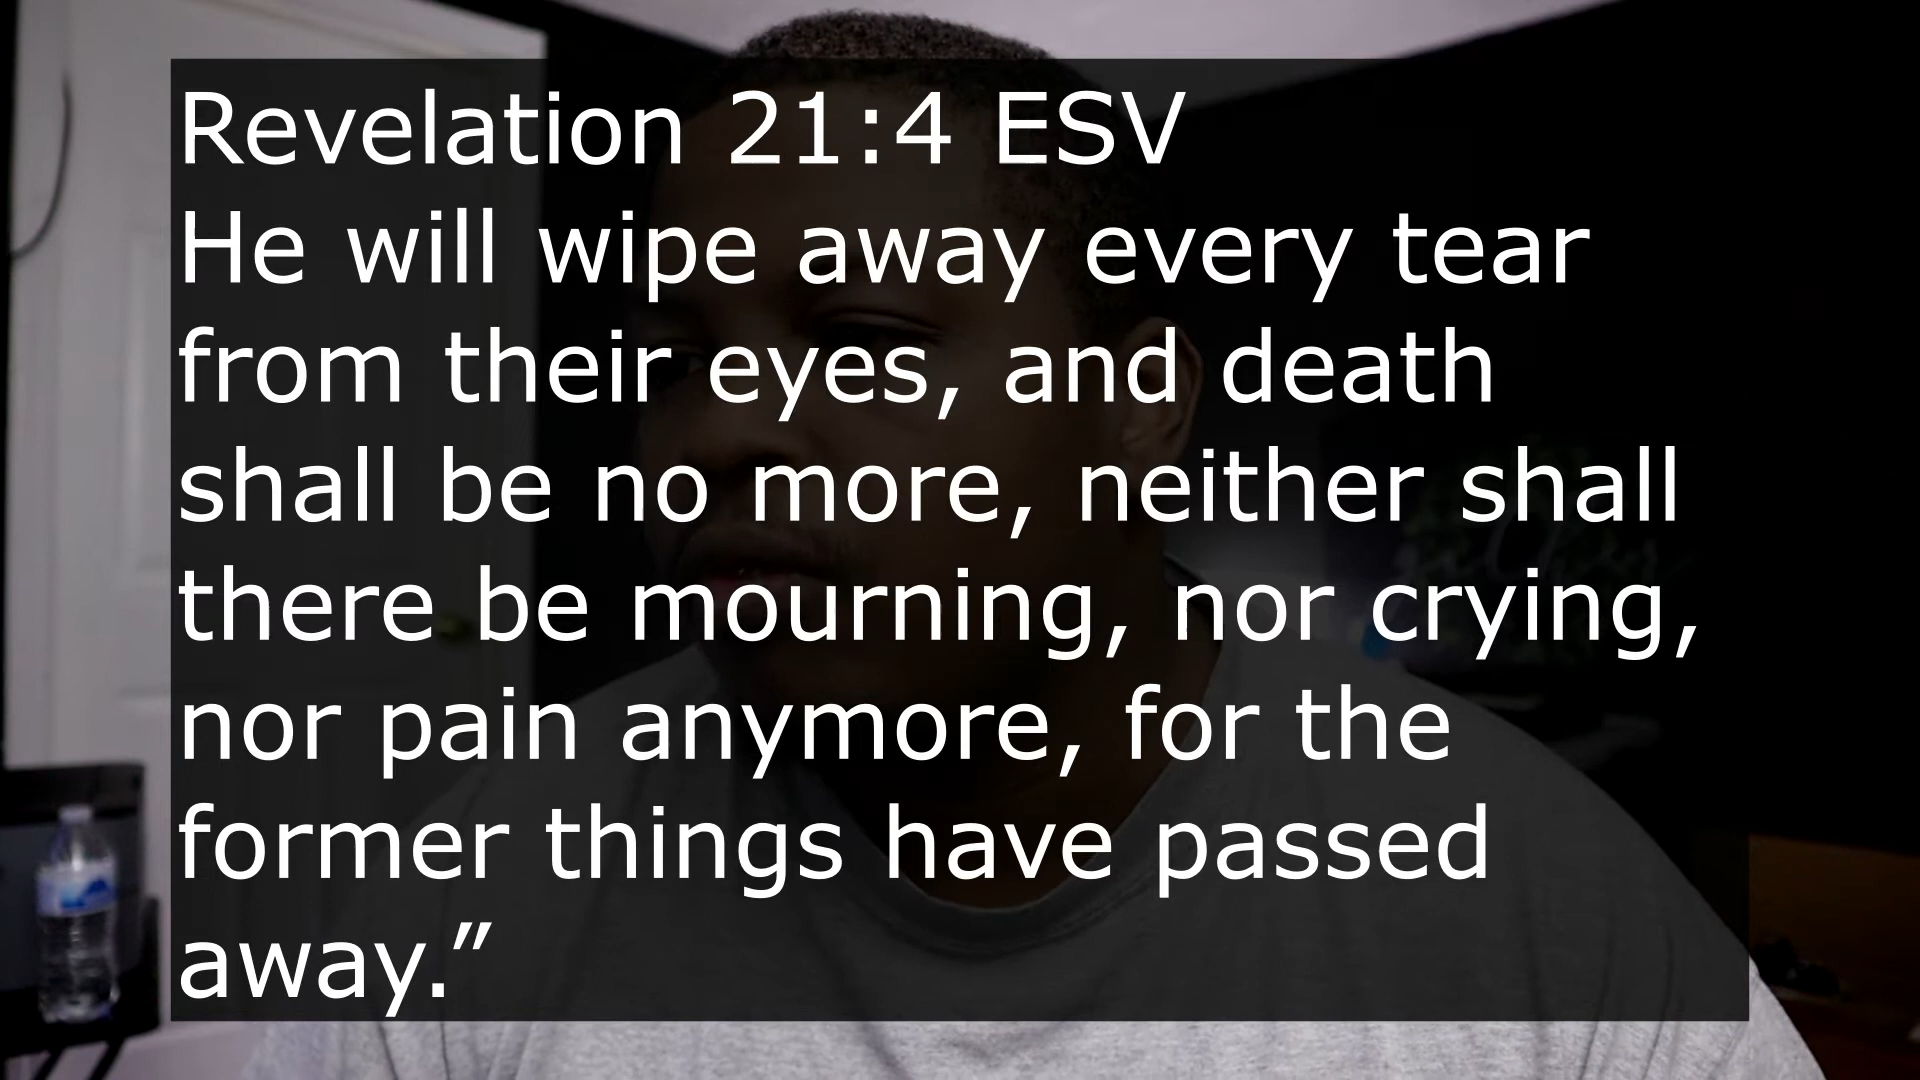 Revelation 21:4 ESV
He will wipe away every tear
from their eyes, and death
shall be no more, neither shall
there be mourning, nor crying,
nor pain anymore, for the
former things have passed
away.”